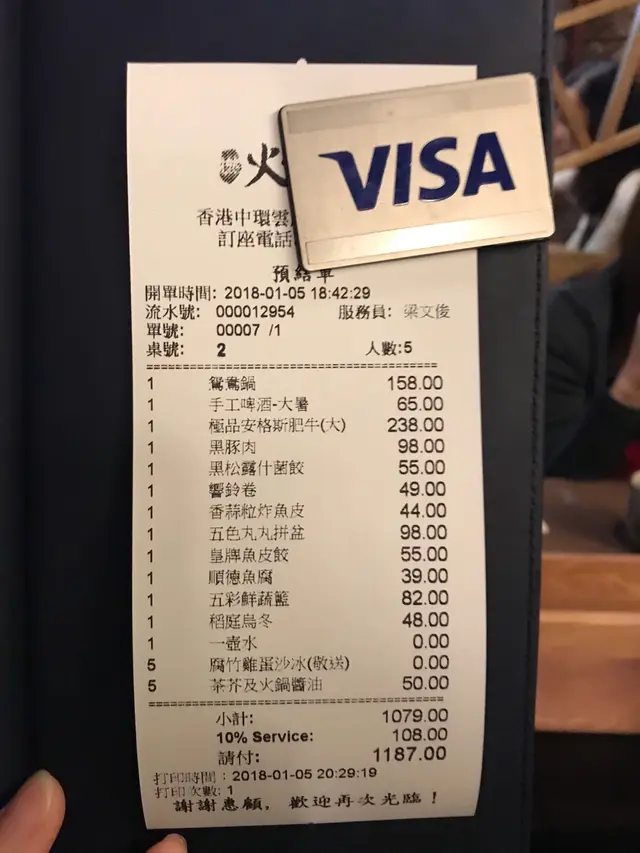 火
VISA
香港中環雲
訂座電話
預結單
開單時間: 2018-01-05 18:42:29
流水號: 000012954 服務員: 梁文俊
單號: 00007 /1
桌號: 2 人數:5
1 鴛鴦鍋 158.00
1 手工啤酒-大暑 65.00
1 極品安格斯肥牛(大) 238.00
1 黑豚肉 98.00
1 黑松露什菌餃 55.00
1 響鈴卷 49.00
1 香蒜粒炸魚皮 44.00
1 五色丸丸拼盆 98.00
1 皇牌魚皮餃 55.00
1 順德魚腐 39.00
1 五彩鮮蔬籃 82.00
1 稻庭烏冬 48.00
1 一壺水 0.00
5 腐竹雞蛋沙冰(敬送) 0.00
5 茶芥及火鍋醬油 50.00
小計: 1079.00
10% Service: 108.00
請付: 1187.00
打印時間: 2018-01-05 20:29:19
打印次數: 1
謝謝惠顧, 歡迎再次光臨!